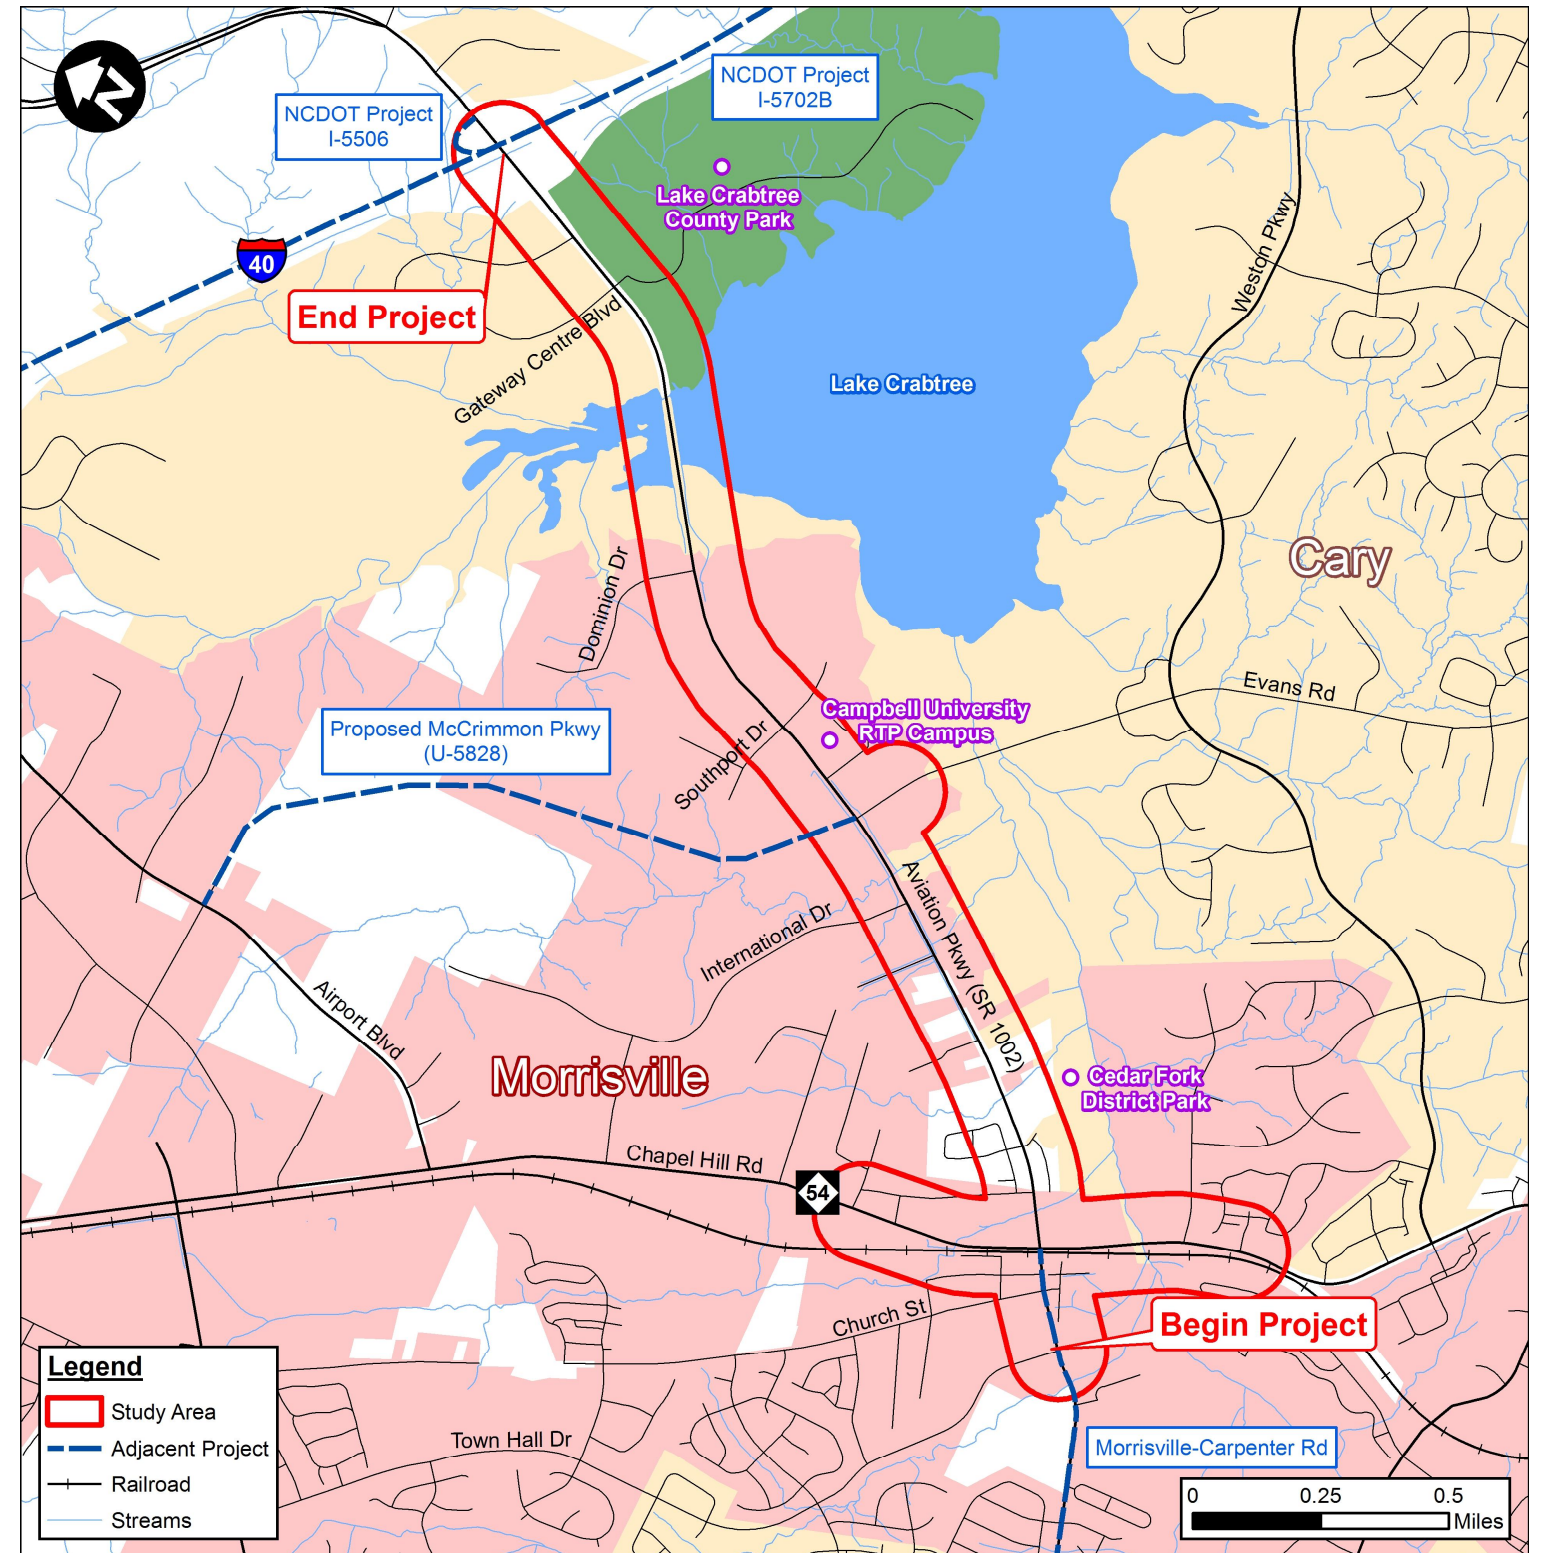 N
NCDOT Project
I-5702B
NCDOT Project
I-5506
Lake Crabtree
County Park
Weston Pkwy
40
End Project
Gateway Centre Blvd
Lake Crabtree
Cary
Dominion Dr
Evans Rd
Campbell University
RTP Campus
Proposed McCrimmon Pkwy
(U-5828)
Southport Dr
Aviation Pkwy (SR 1002)
International Dr
Airport Blvd
Morrisville
Cedar Fork
District Park
Chapel Hill Rd
54
Church St
Begin Project
Legend
Study Area
Adjacent Project
Railroad
Streams
Town Hall Dr
Morrisville-Carpenter Rd
0 0.25 0.5
Miles